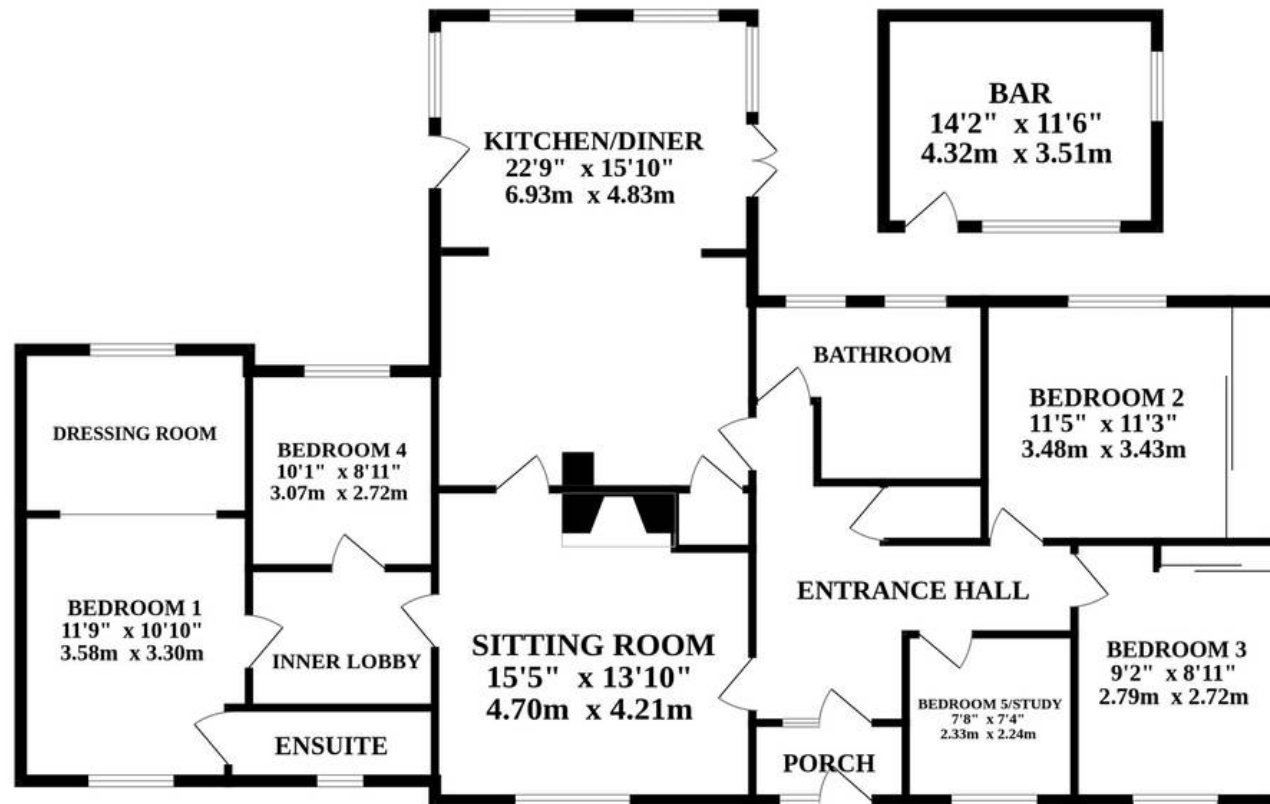 KITCHEN/DINER
22'9" x 15'10"
6.93m x 4.83m
BAR
14'2" x 11'6"
4.32m x 3.51m
BATHROOM
BEDROOM 2
11'5" x 11'3"
3.48m x 3.43m
DRESSING ROOM
BEDROOM 4
10'1" x 8'11"
3.07m x 2.72m
BEDROOM 1
11'9" x 10'10"
3.58m x 3.30m
INNER LOBBY
ENSUITE
SITTING ROOM
15'5" x 13'10"
4.70m x 4.21m
ENTRANCE HALL
BEDROOM 3
9'2" x 8'11"
2.79m x 2.72m
BEDROOM 5/STUDY
7'8" x 7'4"
2.33m x 2.24m
PORCH